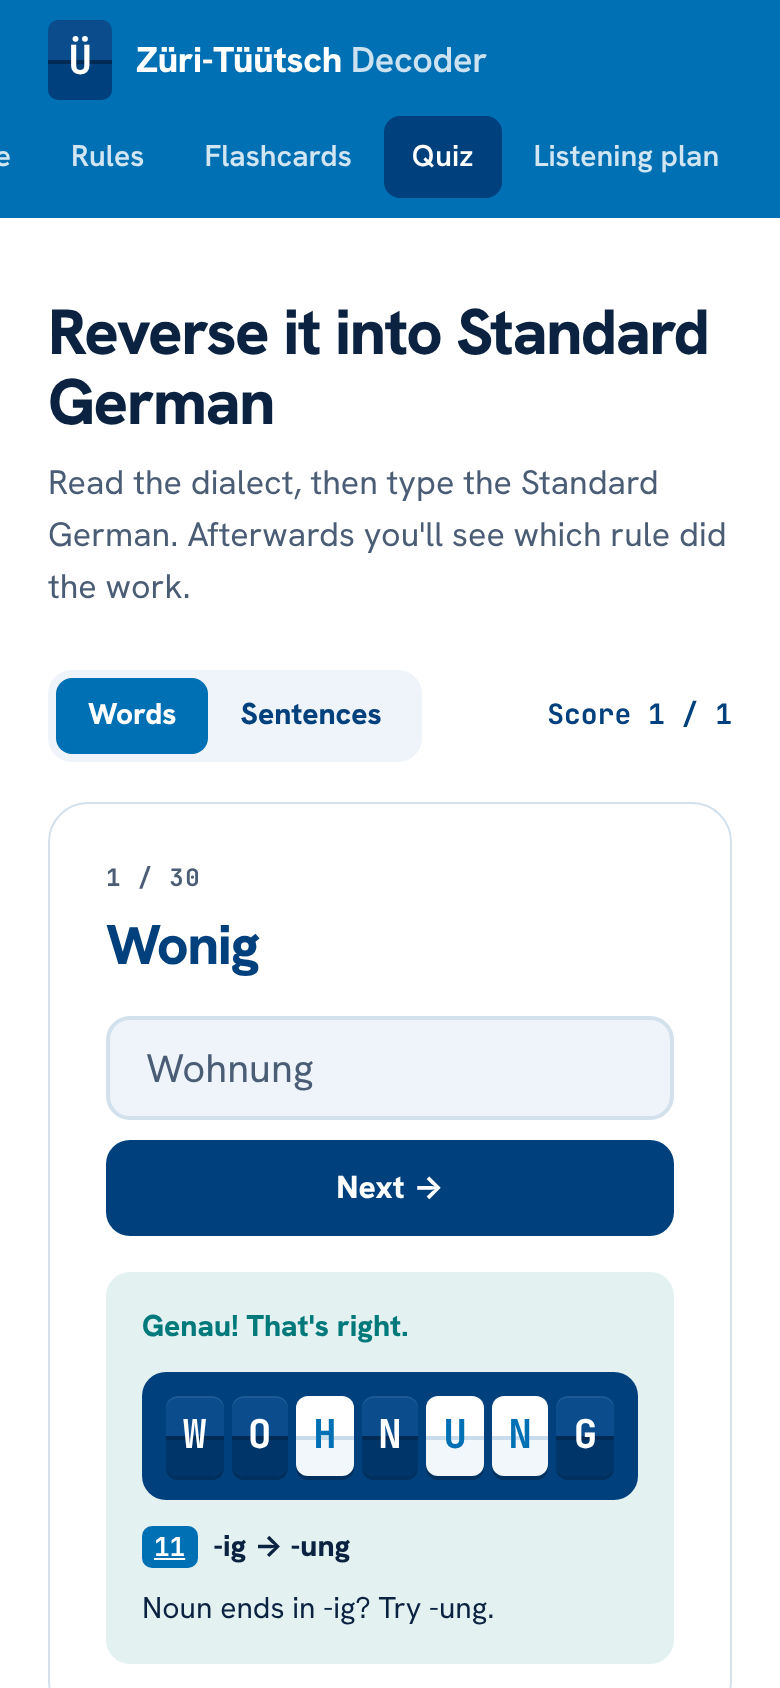 Ü
Züri-Tüütsch Decoder
e Rules Flashcards Quiz Listening plan
Reverse it into Standard
German
Read the dialect, then type the Standard
German. Afterwards you'll see which rule did
the work.
Words Sentences Score 1 / 1
1 / 30
Wonig
Wohnung
Next →
Genau! That's right.
WOHNUNG
11 -ig → -ung
Noun ends in -ig? Try -ung.